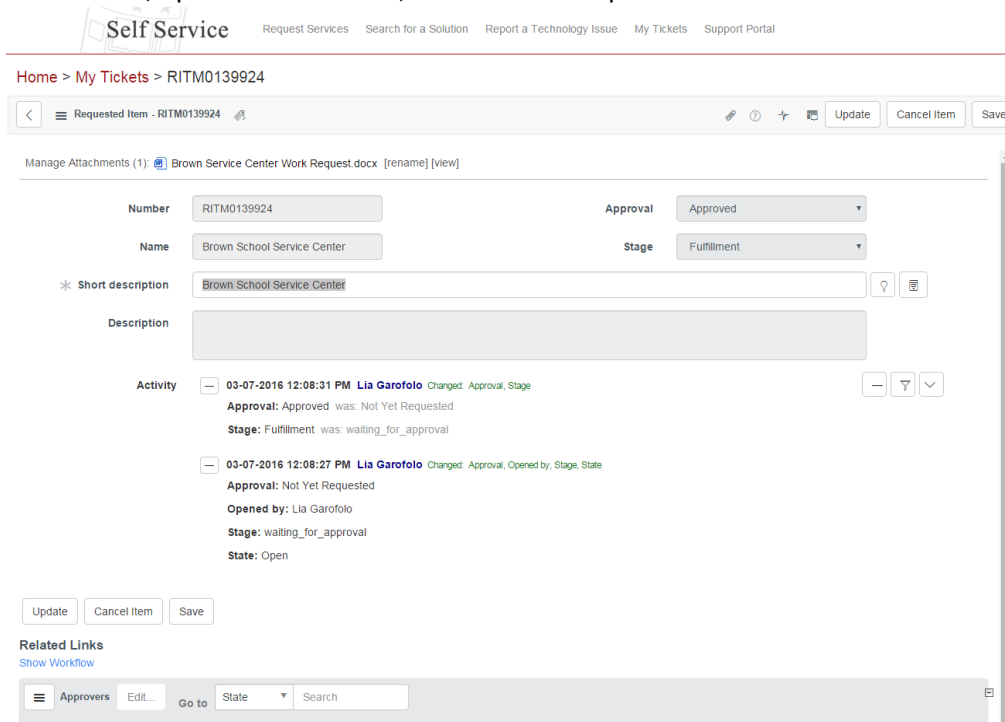 Self Service Request Services Search for a Solution Report a Technology Issue My Tickets Support Portal
Home > My Tickets > RITM0139924
Requested Item - RITM0139924 Update Cancel Item Save
Manage Attachments (1): Brown Service Center Work Request.docx [rename] [view]
Number RITM0139924 Approval Approved
Name Brown School Service Center Stage Fulfillment
Short description Brown School Service Center
Description
Activity 03-07-2016 12:08:31 PM Lia Garofolo Changed: Approval, Stage
Approval: Approved was: Not Yet Requested
Stage: Fulfillment was: waiting_for_approval
03-07-2016 12:08:27 PM Lia Garofolo Changed: Approval, Opened by, Stage, State
Approval: Not Yet Requested
Opened by: Lia Garofolo
Stage: waiting_for_approval
State: Open
Update Cancel Item Save
Related Links
Show Workflow
Approvers Edit... Go to State Search